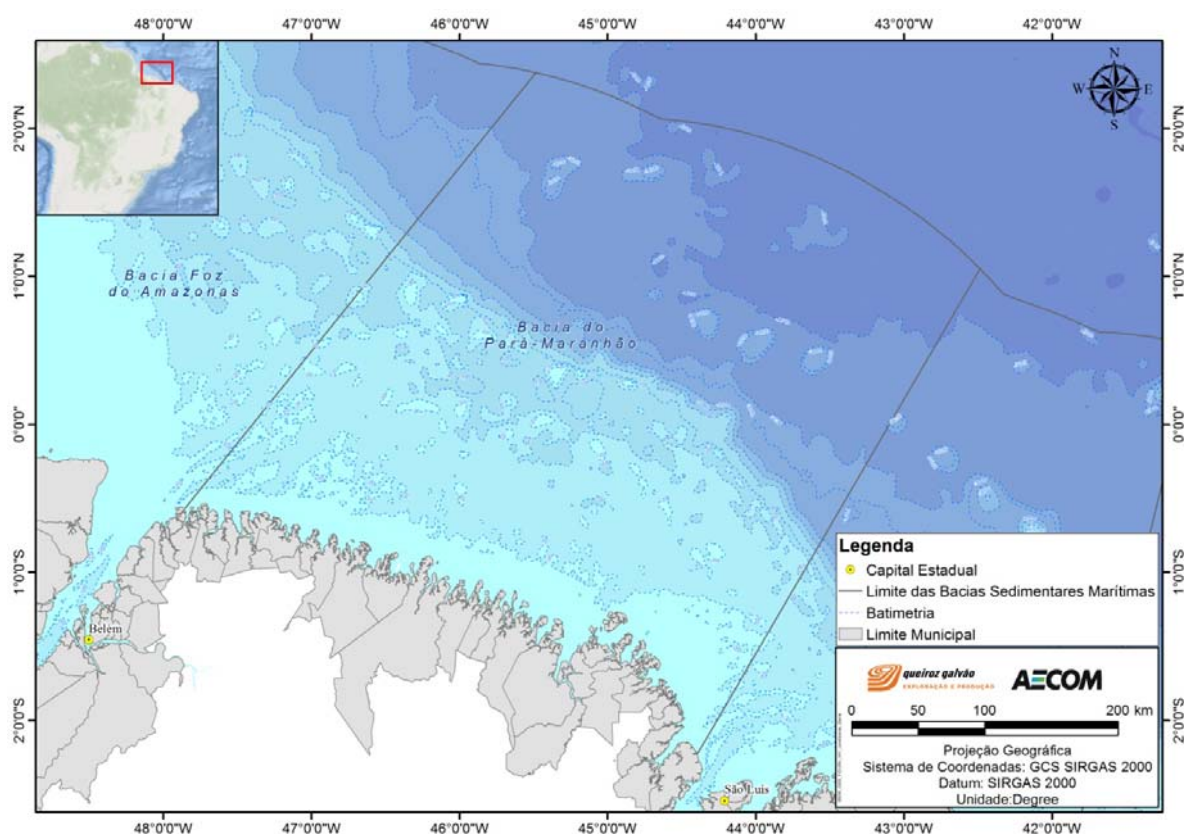 48°0'0"W 47°0'0"W 46°0'0"W 45°0'0"W 44°0'0"W 43°0'0"W 42°0'0"W
N
W E
S
2°0'0"N 2°0'0"N
1°0'0"N 1°0'0"N
0°0'0" 0°0'0"
1°0'0"S 1°0'0"S
2°0'0"S 2°0'0"S
Bacia Foz
do Amazonas
Bacia do
Pará-Maranhão
Belém
São Luis
Legenda
Capital Estadual
Limite das Bacias Sedimentares Marítimas
Batimetria
Limite Municipal
queiroz galvão
EXPLORAÇÃO E PRODUÇÃO
AECOM
0 50 100 200 km
Projeção Geográfica
Sistema de Coordenadas: GCS SIRGAS 2000
Datum: SIRGAS 2000
Unidade:Degree
48°0'0"W 47°0'0"W 46°0'0"W 45°0'0"W 44°0'0"W 43°0'0"W 42°0'0"W